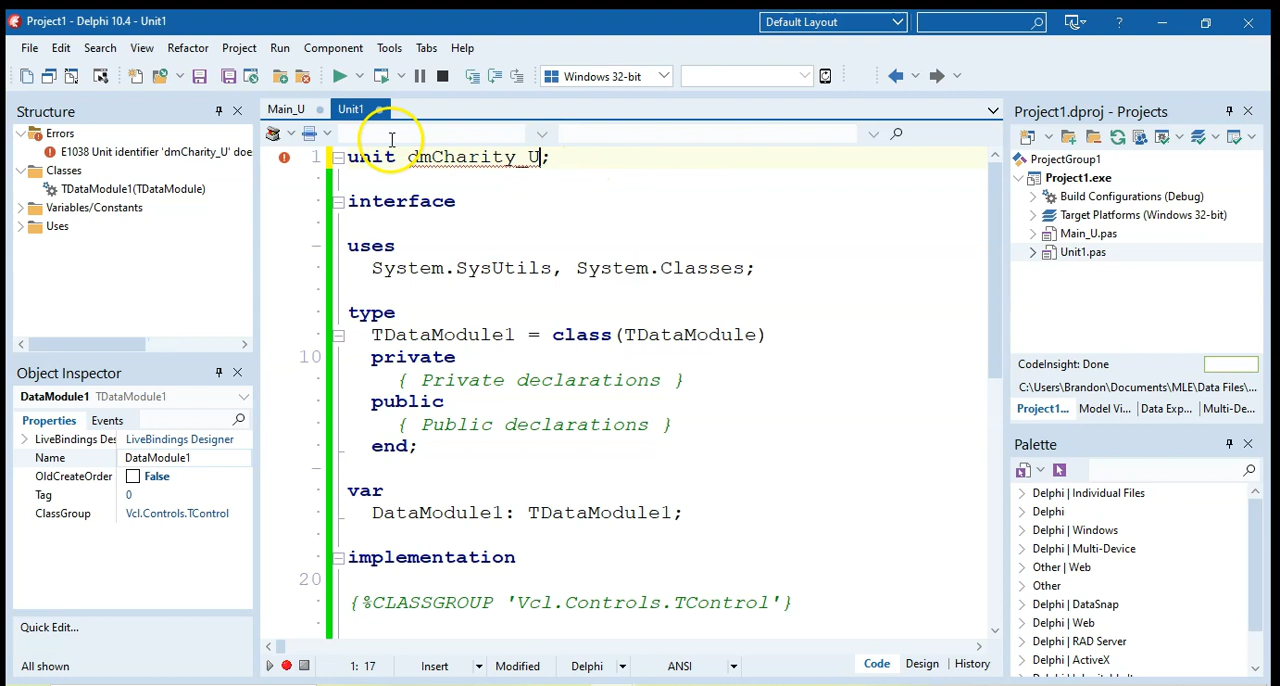 Project1 - Delphi 10.4 - Unit1
Default Layout
?
File Edit Search View Refactor Project Run Component Tools Tabs Help
Windows 32-bit
Structure
Errors
E1038 Unit identifier 'dmCharity_U' doe
Classes
TDataModule1(TDataModule)
Variables/Constants
Uses
Object Inspector
DataModule1 TDataModule1
Properties Events
LiveBindings Des LiveBindings Designer
Name DataModule1
OldCreateOrder False
Tag 0
ClassGroup Vcl.Controls.TControl
Quick Edit...
All shown
Main_U Unit1
1 unit dmCharity_U;
interface
uses
System.SysUtils, System.Classes;
type
TDataModule1 = class(TDataModule)
10 private
{ Private declarations }
public
{ Public declarations }
end;
var
DataModule1: TDataModule1;
implementation
20
{%CLASSGROUP 'Vcl.Controls.TControl'}
1: 17 Insert Modified Delphi ANSI Code Design History
Project1.dproj - Projects
ProjectGroup1
Project1.exe
Build Configurations (Debug)
Target Platforms (Windows 32-bit)
Main_U.pas
Unit1.pas
CodeInsight: Done
C:\Users\Brandon\Documents\MLE\Data Files\...
Project1... Model Vi... Data Exp... Multi-De...
Palette
Delphi | Individual Files
Delphi
Delphi | Windows
Delphi | Multi-Device
Other | Web
Other
Delphi | DataSnap
Delphi | Web
Delphi | RAD Server
Delphi | ActiveX